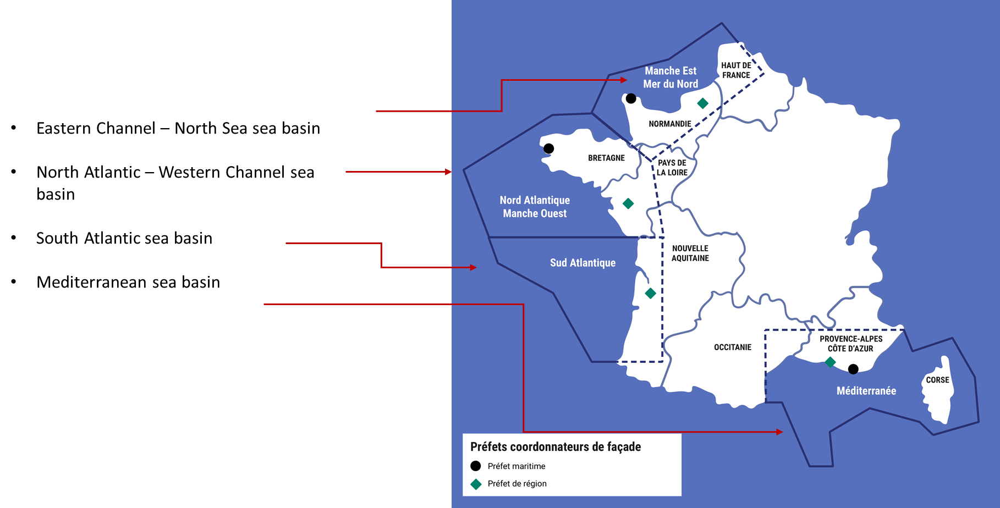 • Eastern Channel – North Sea sea basin
• North Atlantic – Western Channel sea
basin
• South Atlantic sea basin
• Mediterranean sea basin
Manche Est
Mer du Nord
HAUT DE
FRANCE
NORMANDIE
BRETAGNE
PAYS DE
LA LOIRE
Nord Atlantique
Manche Ouest
NOUVELLE
AQUITAINE
Sud Atlantique
OCCITANIE
PROVENCE-ALPES
CÔTE D'AZUR
CORSE
Méditerranée
Préfets coordonnateurs de façade
Préfet maritime
Préfet de région